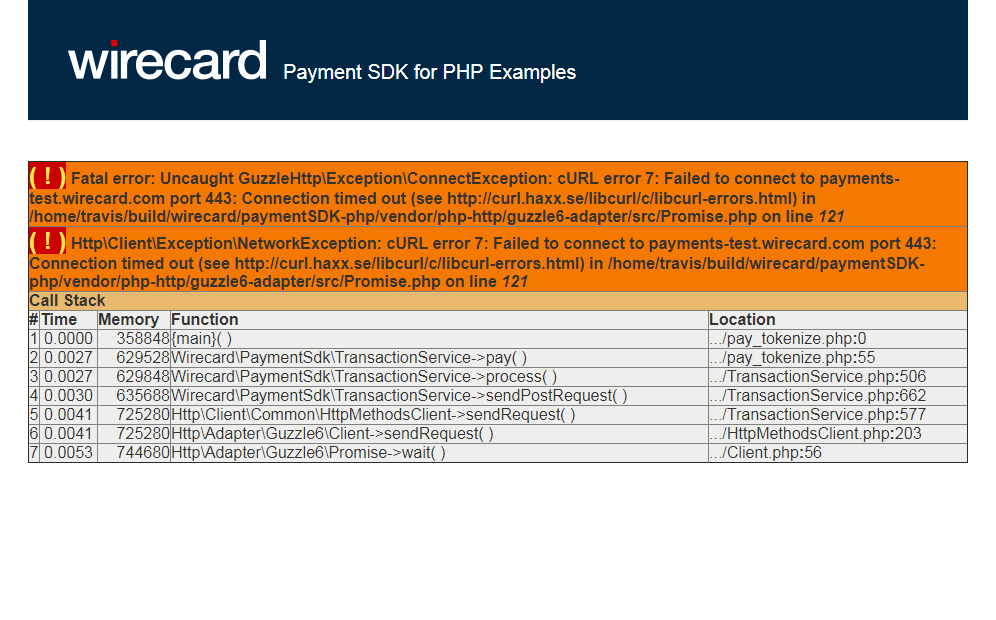 wirecard Payment SDK for PHP Examples
( ! ) Fatal error: Uncaught GuzzleHttp\Exception\ConnectException: cURL error 7: Failed to connect to payments-
test.wirecard.com port 443: Connection timed out (see http://curl.haxx.se/libcurl/c/libcurl-errors.html) in
/home/travis/build/wirecard/paymentSDK-php/vendor/php-http/guzzle6-adapter/src/Promise.php on line 121
( ! ) Http\Client\Exception\NetworkException: cURL error 7: Failed to connect to payments-test.wirecard.com port 443:
Connection timed out (see http://curl.haxx.se/libcurl/c/libcurl-errors.html) in /home/travis/build/wirecard/paymentSDK-
php/vendor/php-http/guzzle6-adapter/src/Promise.php on line 121
Call Stack
# Time Memory Function Location
1 0.0000 358848 {main}( ) .../pay_tokenize.php:0
2 0.0027 629528 Wirecard\PaymentSdk\TransactionService->pay( ) .../pay_tokenize.php:55
3 0.0027 629848 Wirecard\PaymentSdk\TransactionService->process( ) .../TransactionService.php:506
4 0.0030 635688 Wirecard\PaymentSdk\TransactionService->sendPostRequest( ) .../TransactionService.php:662
5 0.0041 725280 Http\Client\Common\HttpMethodsClient->sendRequest( ) .../TransactionService.php:577
6 0.0041 725280 Http\Adapter\Guzzle6\Client->sendRequest( ) .../HttpMethodsClient.php:203
7 0.0053 744680 Http\Adapter\Guzzle6\Promise->wait( ) .../Client.php:56